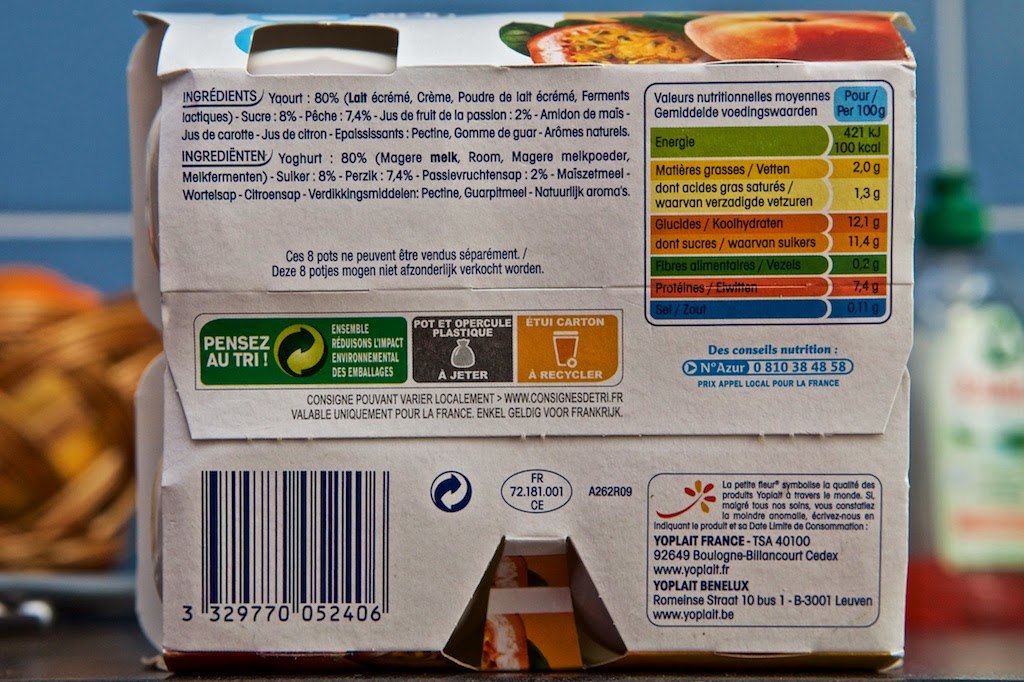 INGRÉDIENTS / Yaourt : 80% (Lait écrémé, Crème, Poudre de lait écrémé, Ferments
lactiques) - Sucre : 8% - Pêche : 7,4% - Jus de fruit de la passion : 2% - Amidon de maïs -
Jus de carotte - Jus de citron - Epaississants : Pectine, Gomme de guar - Arômes naturels.
INGREDIËNTEN / Yoghurt : 80% (Magere melk, Room, Magere melkpoeder,
Melkfermenten) - Suiker : 8% - Perzik : 7,4% - Passievruchtensap : 2% - Maïszetmeel -
Wortelsap - Citroensap - Verdikkingsmiddelen: Pectine, Guarpitmeel - Natuurlijk aroma's.
Ces 8 pots ne peuvent être vendus séparément. /
Deze 8 potjes mogen niet afzonderlijk verkocht worden.
Valeurs nutritionnelles moyennes
Gemiddelde voedingswaarden
Pour /
Per 100g
Energie
421 kJ
100 kcal
Matières grasses / Vetten 2,0 g
dont acides gras saturés /
waarvan verzadigde vetzuren
1,3 g
Glucides / Koolhydraten 12,1 g
dont sucres / waarvan suikers 11,4 g
Fibres alimentaires / Vezels 0,2 g
Protéines / Eiwitten 7,4 g
Sel / Zout 0,11 g
PENSEZ
AU TRI !
ENSEMBLE
RÉDUISONS L'IMPACT
ENVIRONNEMENTAL
DES EMBALLAGES
POT ET OPERCULE
PLASTIQUE
À JETER
ÉTUI CARTON
À RECYCLER
CONSIGNE POUVANT VARIER LOCALEMENT > WWW.CONSIGNESDETRI.FR
VALABLE UNIQUEMENT POUR LA FRANCE. ENKEL GELDIG VOOR FRANKRIJK.
Des conseils nutrition :
N°Azur 0 810 38 48 58
PRIX APPEL LOCAL POUR LA FRANCE
3 329770 052406
FR
72.181.001
CE
A262R09
La petite fleur® symbolise la qualité des
produits Yoplait à travers le monde. Si,
malgré tous nos soins, vous constatiez
la moindre anomalie, écrivez-nous en
indiquant le produit et sa Date Limite de Consommation :
YOPLAIT FRANCE - TSA 40100
92649 Boulogne-Billancourt Cedex
www.yoplait.fr
YOPLAIT BENELUX
Romeinse Straat 10 bus 1 - B-3001 Leuven
www.yoplait.be